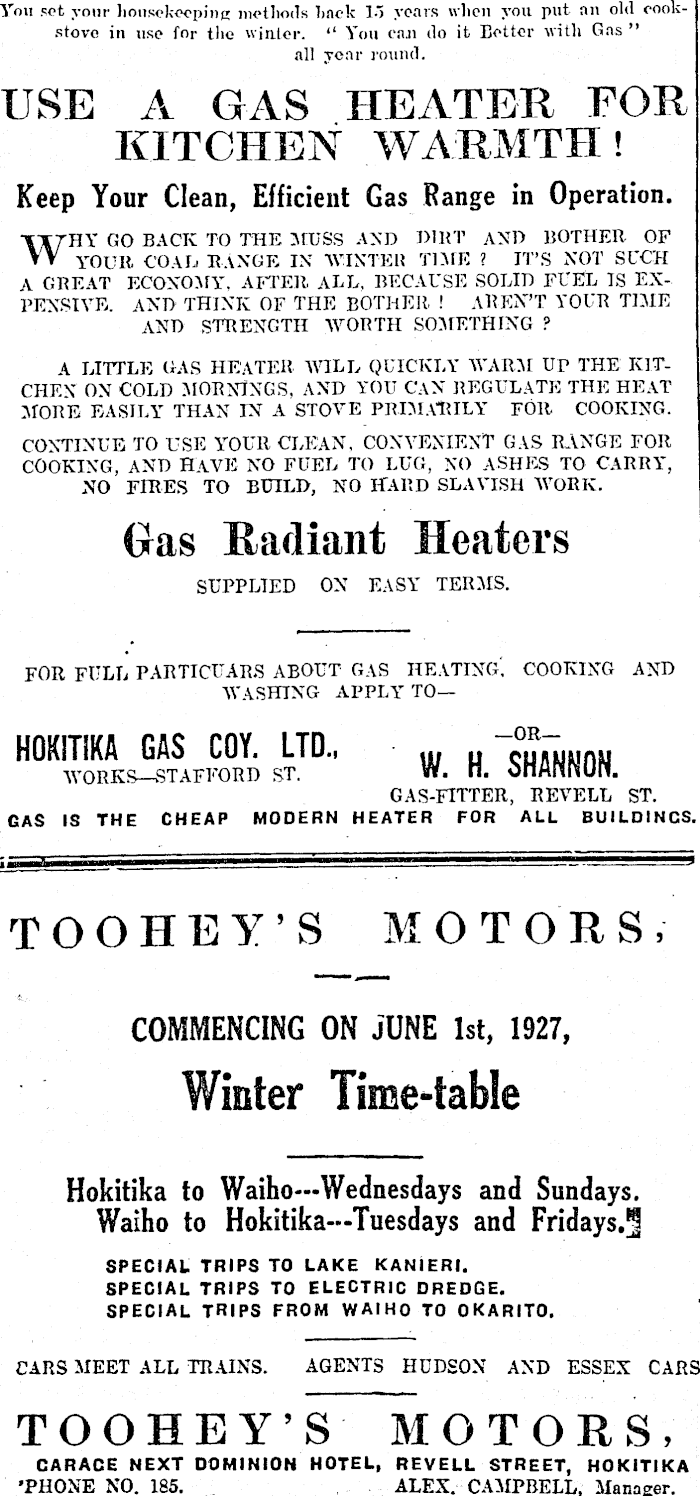 You set your housekeeping methods back 15 years when you put an old cook-
stove in use for the winter. “ You can do it Better with Gas ”
all year round.
USE A GAS HEATER FOR
KITCHEN WARMTH !
Keep Your Clean, Efficient Gas Range in Operation.
WHY GO BACK TO THE MUSS AND DIRT AND BOTHER OF
YOUR COAL RANGE IN WINTER TIME ? IT'S NOT SUCH
A GREAT ECONOMY, AFTER ALL, BECAUSE SOLID FUEL IS EX-
PENSIVE. AND THINK OF THE BOTHER ! AREN'T YOUR TIME
AND STRENGTH WORTH SOMETHING ?
A LITTLE GAS HEATER WILL QUICKLY WARM UP THE KIT-
CHEN ON COLD MORNINGS, AND YOU CAN REGULATE THE HEAT
MORE EASILY THAN IN A STOVE PRIMARILY FOR COOKING.
CONTINUE TO USE YOUR CLEAN, CONVENIENT GAS RANGE FOR
COOKING, AND HAVE NO FUEL TO LUG, NO ASHES TO CARRY,
NO FIRES TO BUILD, NO HARD SLAVISH WORK.
Gas Radiant Heaters
SUPPLIED ON EASY TERMS.
FOR FULL PARTICUARS ABOUT GAS HEATING, COOKING AND
WASHING APPLY TO—
HOKITIKA GAS COY. LTD.,
WORKS—STAFFORD ST.
—OR—
W. H. SHANNON.
GAS-FITTER, REVELL ST.
GAS IS THE CHEAP MODERN HEATER FOR ALL BUILDINGS.
TOOHEY'S MOTORS,
COMMENCING ON JUNE 1st, 1927,
Winter Time-table
Hokitika to Waiho---Wednesdays and Sundays.
Waiho to Hokitika---Tuesdays and Fridays.
SPECIAL TRIPS TO LAKE KANIERI.
SPECIAL TRIPS TO ELECTRIC DREDGE.
SPECIAL TRIPS FROM WAIHO TO OKARITO.
CARS MEET ALL TRAINS. AGENTS HUDSON AND ESSEX CARS
TOOHEY'S MOTORS,
GARAGE NEXT DOMINION HOTEL, REVELL STREET, HOKITIKA
'PHONE NO. 185. ALEX. CAMPBELL, Manager.